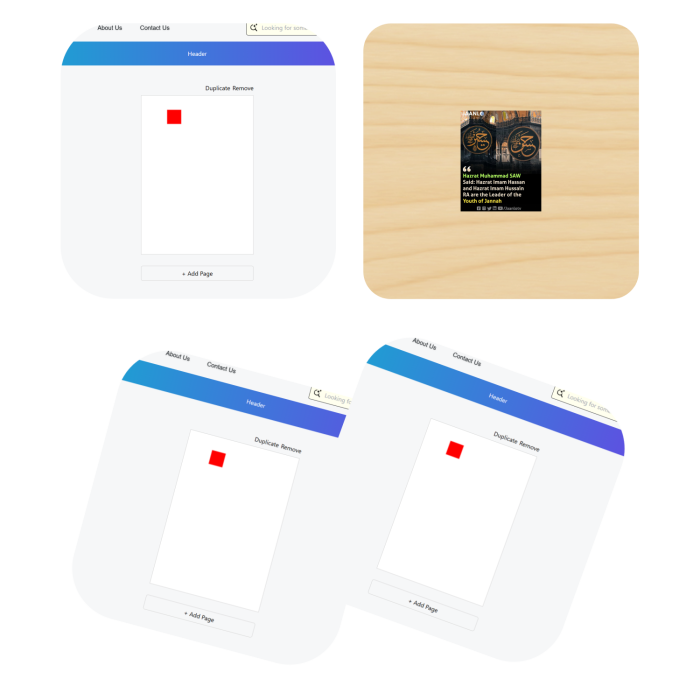 About Us Contact Us
Looking for som..
Header
Duplicate Remove
+ Add Page
Hazrat Muhammad SAW
Said: Hazrat Imam Hassan
and Hazrat Imam Hussain
RA are the Leader of the
Youth of Jannah
About Us Contact Us
Looking fo
Header
Duplicate Remove
+ Add Page
About Us Contact Us
Looking for som..
Header
Duplicate Remove
+ Add Page